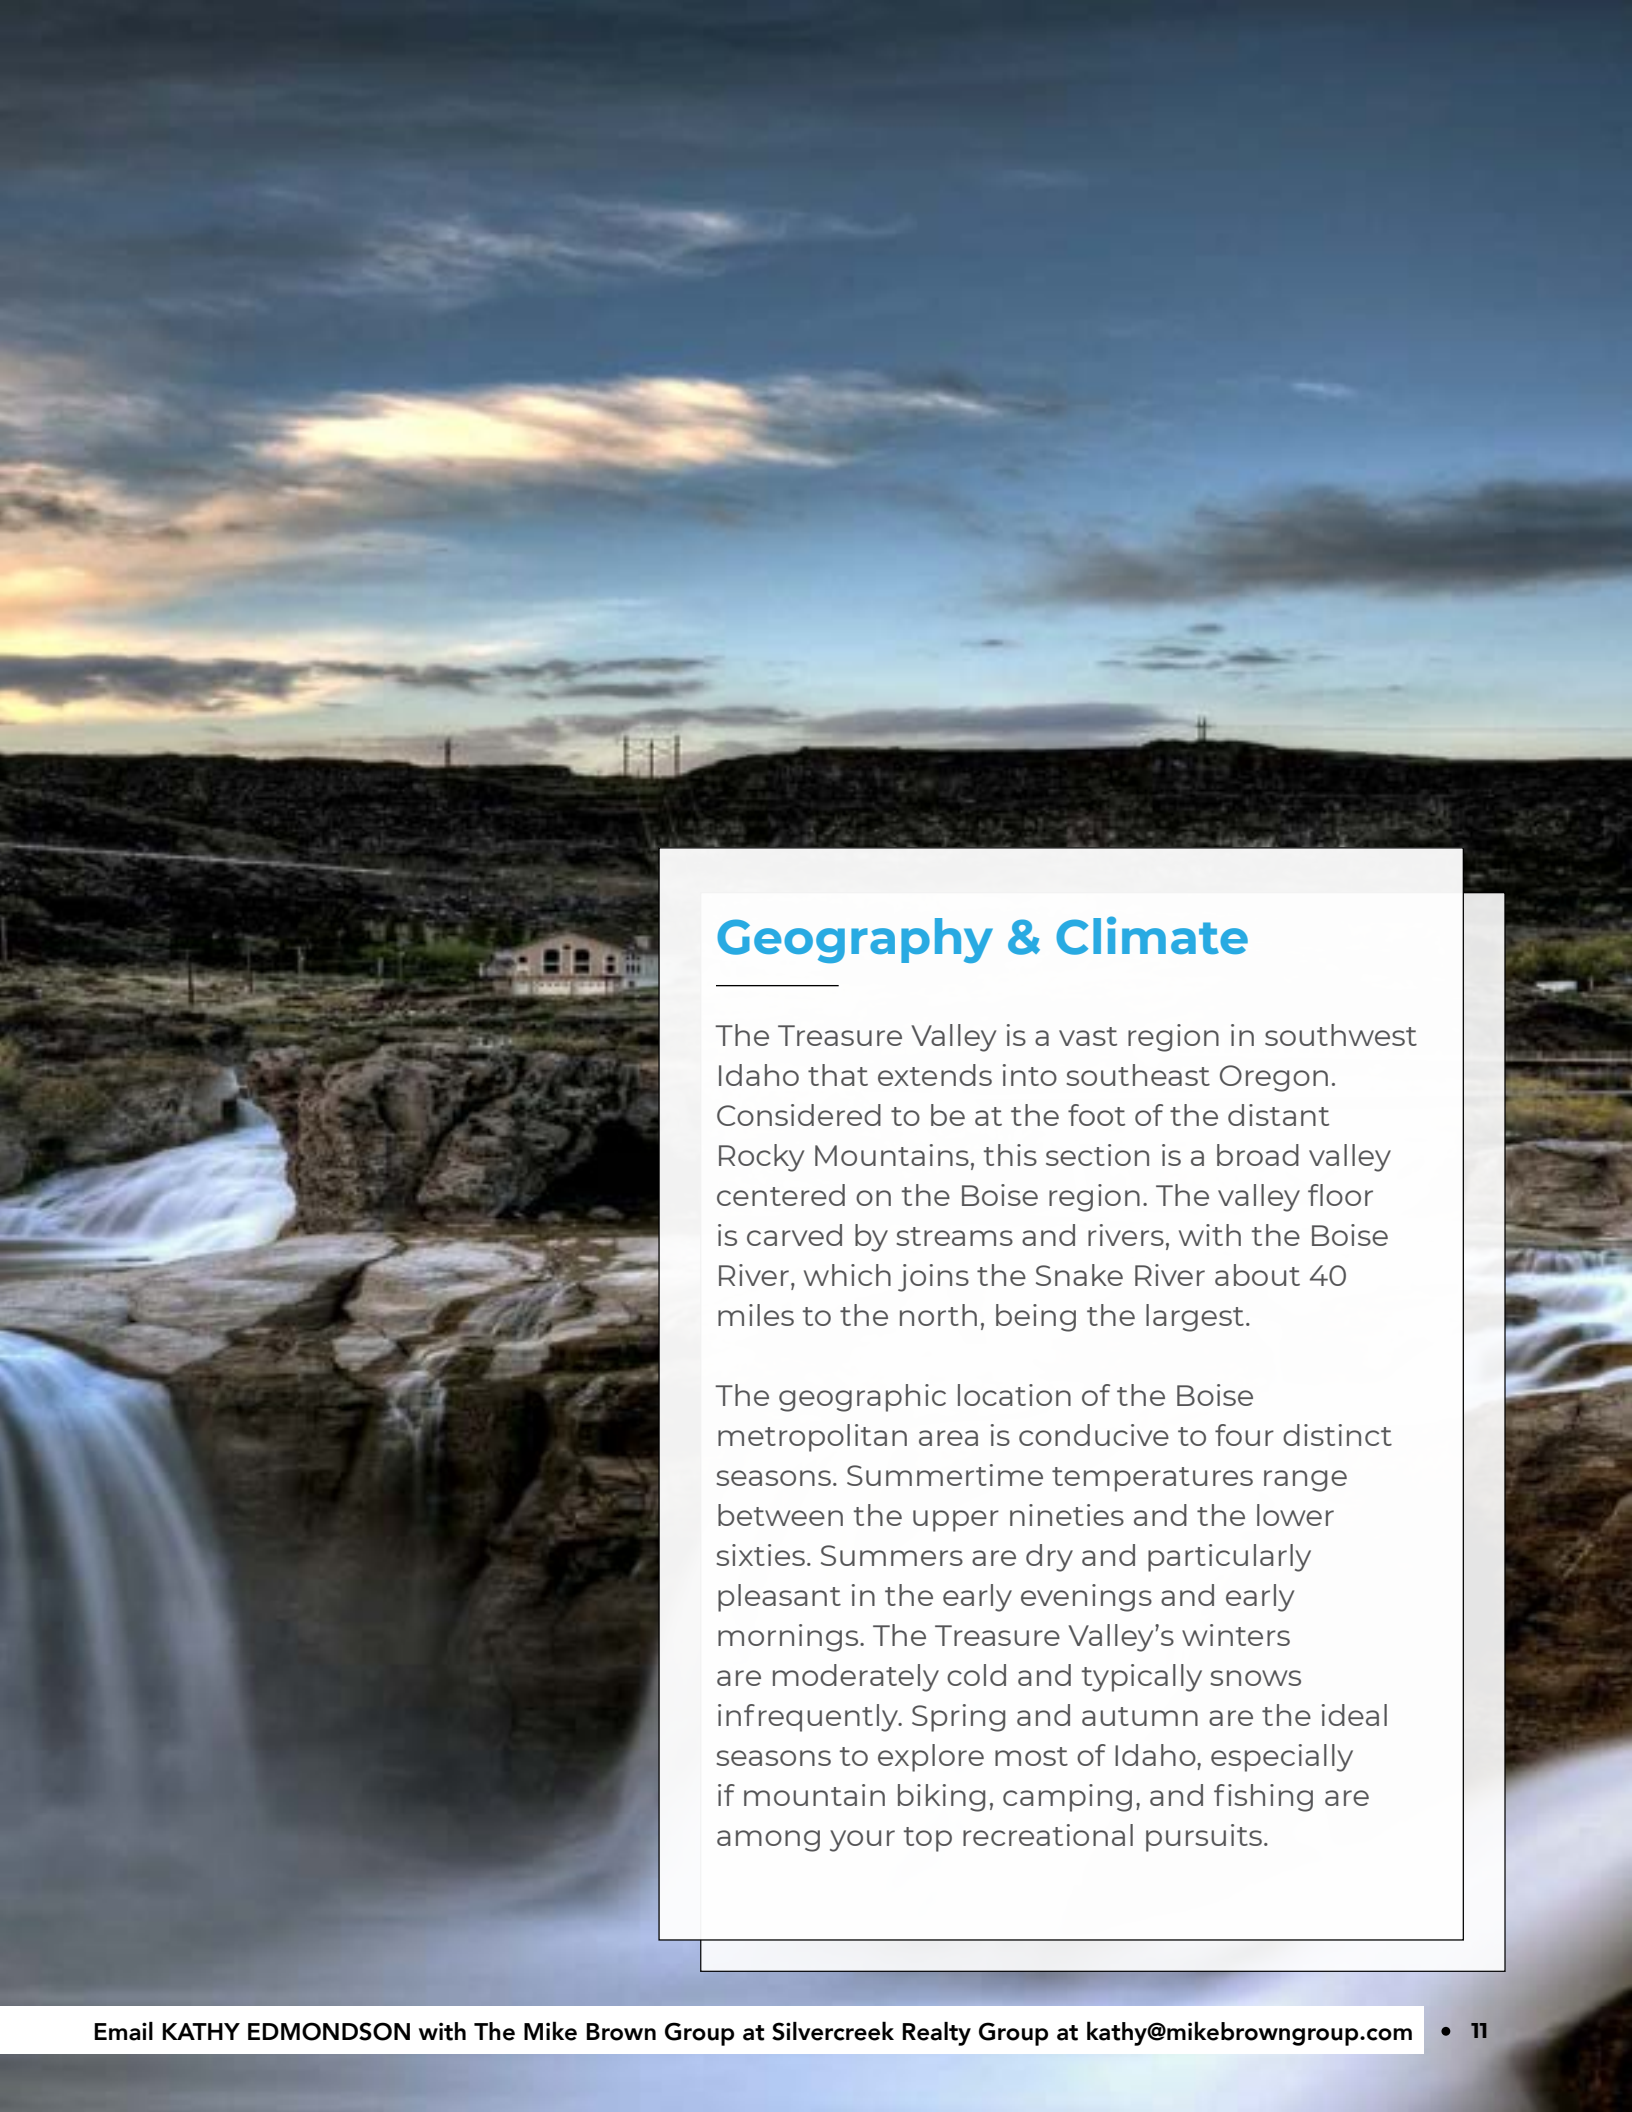 Geography & Climate
The Treasure Valley is a vast region in southwest
Idaho that extends into southeast Oregon.
Considered to be at the foot of the distant
Rocky Mountains, this section is a broad valley
centered on the Boise region. The valley floor
is carved by streams and rivers, with the Boise
River, which joins the Snake River about 40
miles to the north, being the largest.
The geographic location of the Boise
metropolitan area is conducive to four distinct
seasons. Summertime temperatures range
between the upper nineties and the lower
sixties. Summers are dry and particularly
pleasant in the early evenings and early
mornings. The Treasure Valley’s winters
are moderately cold and typically snows
infrequently. Spring and autumn are the ideal
seasons to explore most of Idaho, especially
if mountain biking, camping, and fishing are
among your top recreational pursuits.
Email KATHY EDMONDSON with The Mike Brown Group at Silvercreek Realty Group at kathy@mikebrowngroup.com • 11